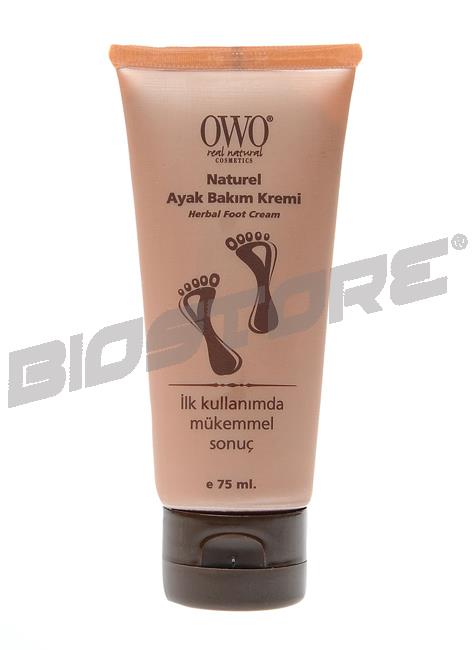 OWO®
real natural
COSMETICS
Naturel
Ayak Bakım Kremi
Herbal Foot Cream
BIOSTORE®
İlk kullanımda
mükemmel
sonuç
e 75 ml.